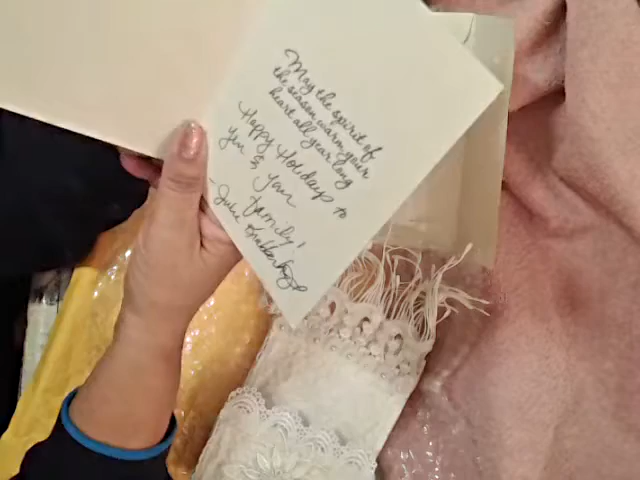 May the spirit of
the season warm your
heart all year long
Happy Holidays to
you & your
family!
-Julie